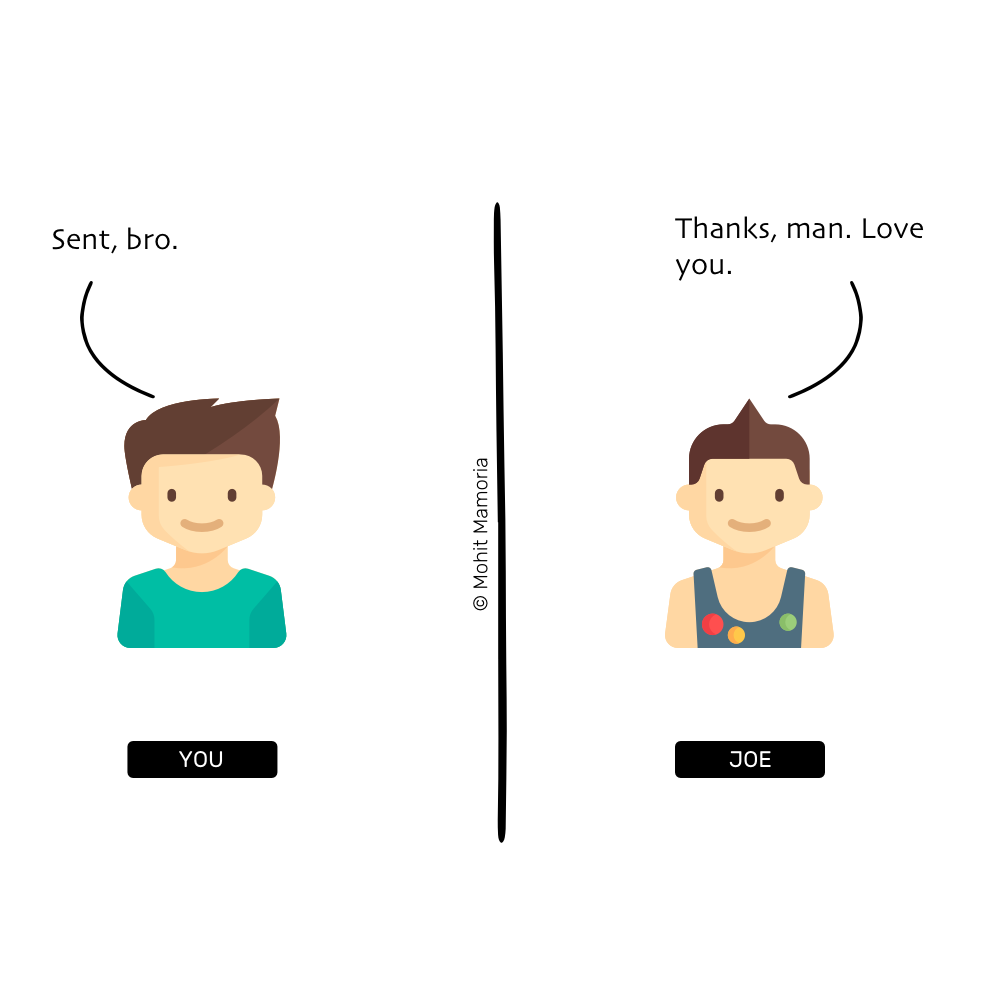 Sent, bro.
Thanks, man. Love
you.
© Mohit Mamoria
YOU
JOE